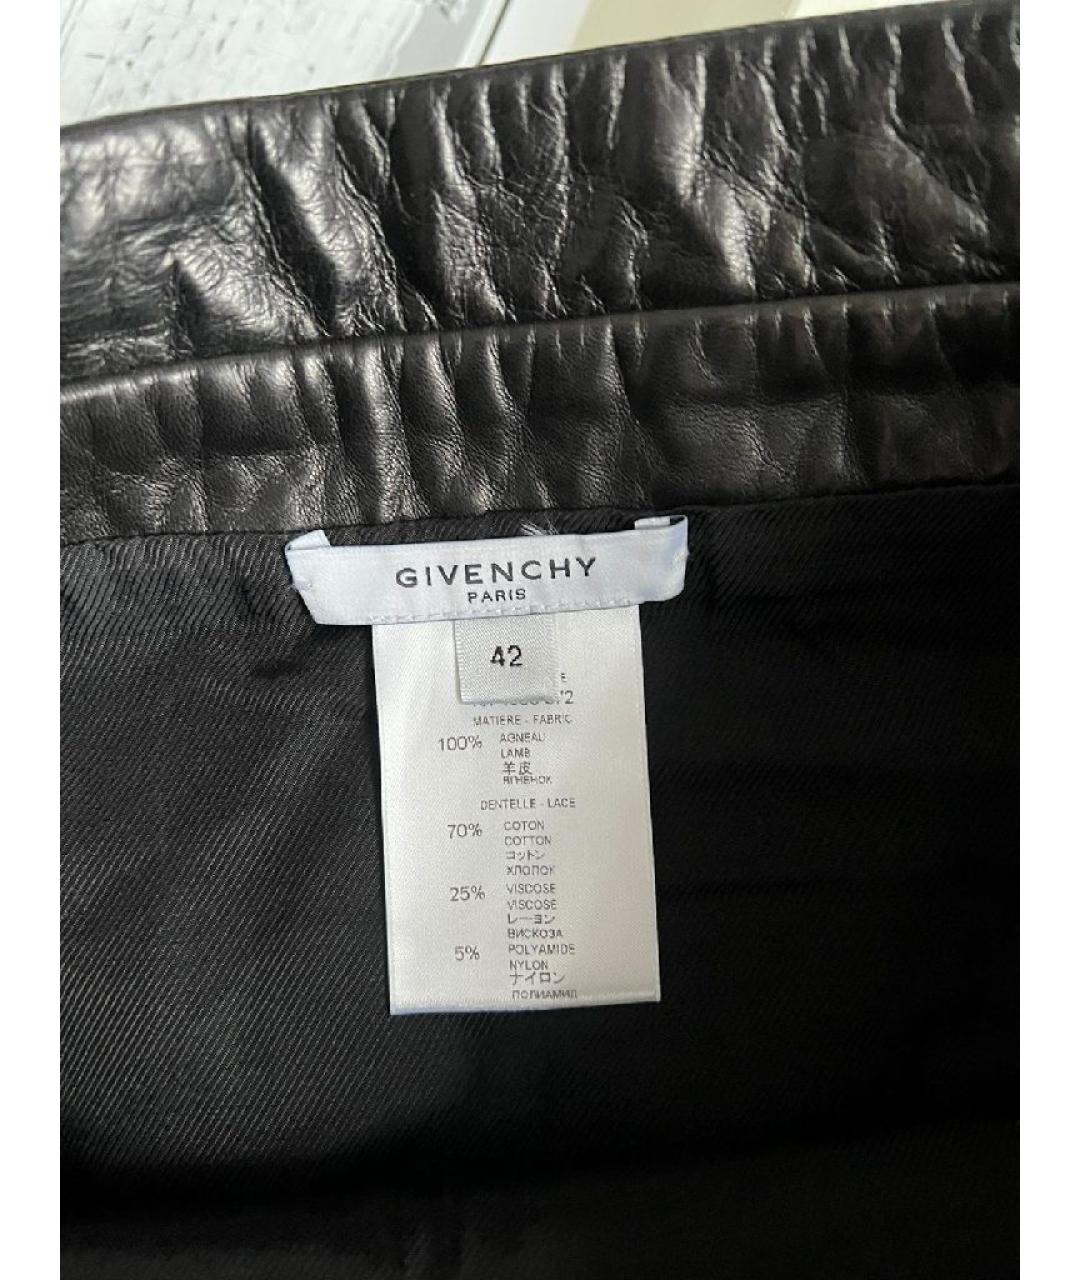 GIVENCHY
PARIS
42
MATIERE - FABRIC
100% AGNEAU
LAMB
羊皮
ЯГНЕНОК
DENTELLE - LACE
70% COTON
COTTON
コットン
ХЛОПОК
25% VISCOSE
VISCOSE
レーヨン
ВИСКОЗА
5% POLYAMIDE
NYLON
ナイロン
ПОЛИАМИД